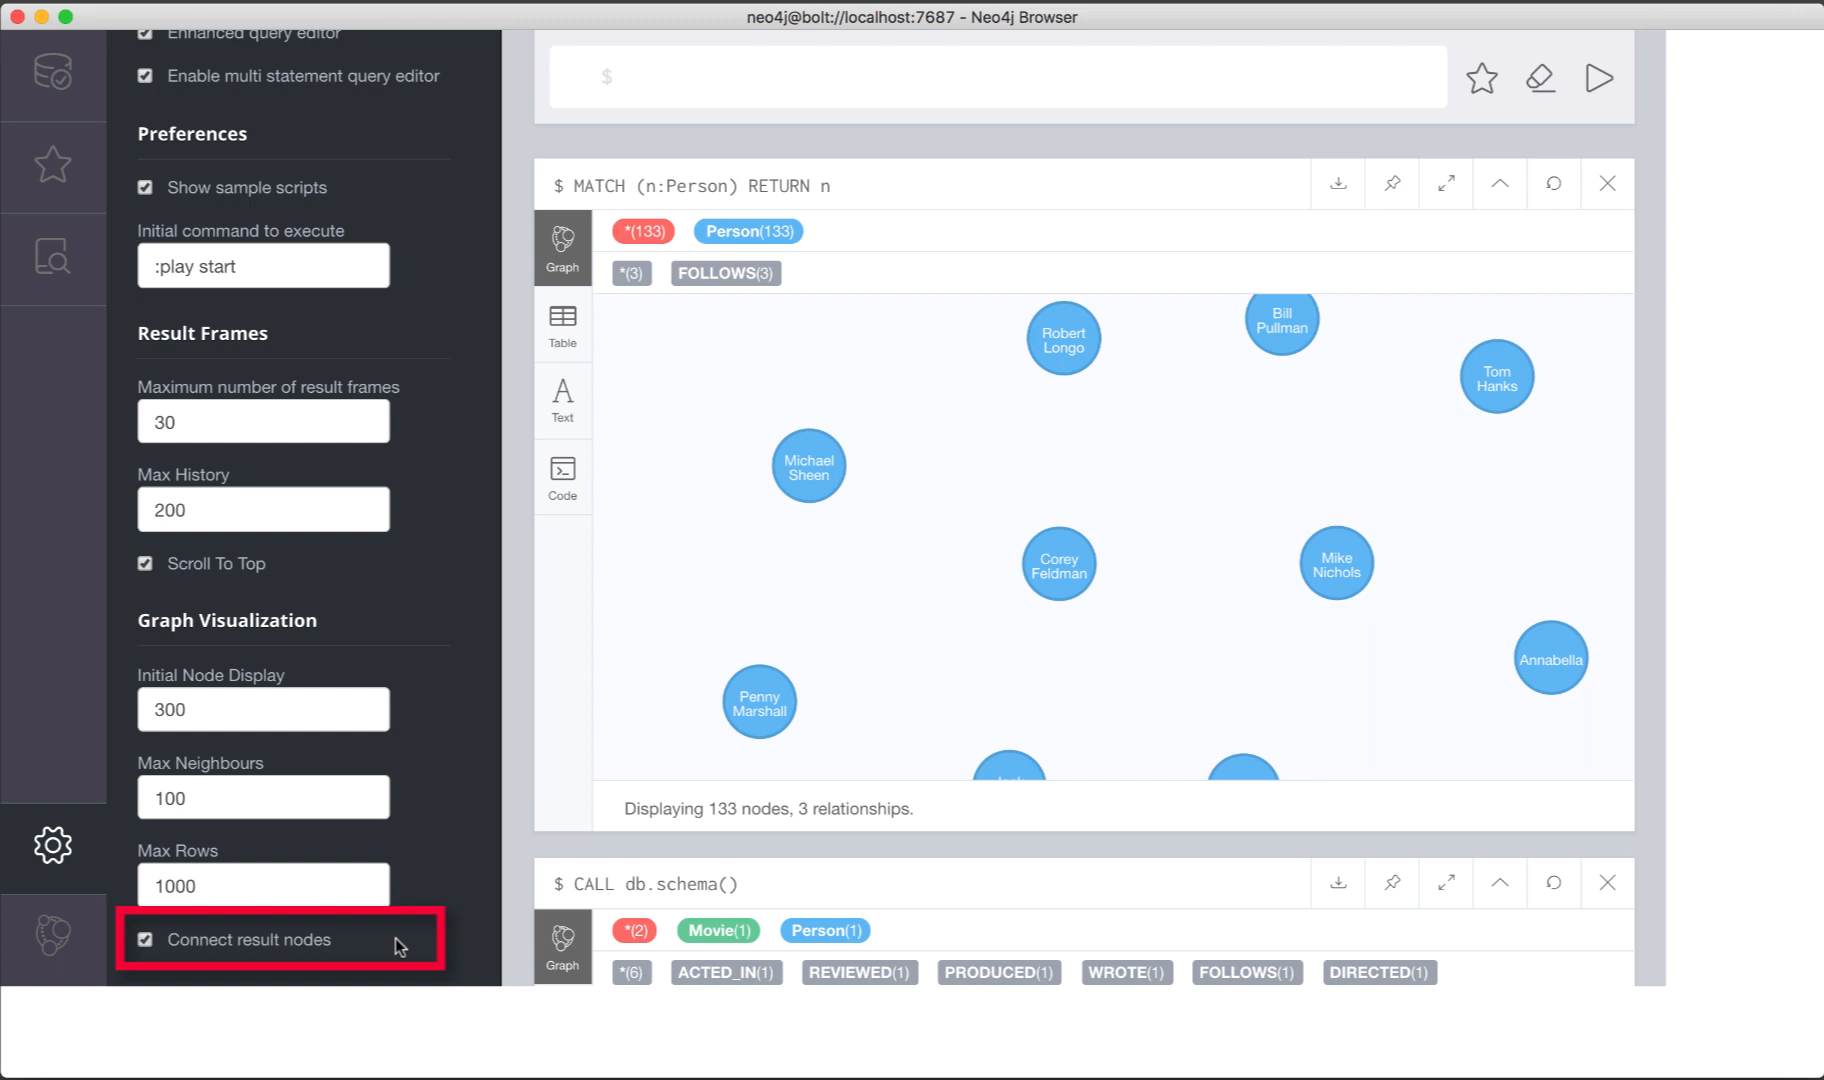 neo4j@bolt://localhost:7687 - Neo4j Browser
Enhanced query editor
Enable multi statement query editor
Preferences
Show sample scripts
Initial command to execute
:play start
Result Frames
Maximum number of result frames
30
Max History
200
Scroll To Top
Graph Visualization
Initial Node Display
300
Max Neighbours
100
Max Rows
1000
Connect result nodes
$
$ MATCH (n:Person) RETURN n
Graph
Table
Text
Code
*(133) Person(133)
*(3) FOLLOWS(3)
Robert
Longo
Bill
Pullman
Tom
Hanks
Michael
Sheen
Corey
Feldman
Mike
Nichols
Annabella
Penny
Marshall
Displaying 133 nodes, 3 relationships.
$ CALL db.schema()
Graph
*(2) Movie(1) Person(1)
*(6) ACTED_IN(1) REVIEWED(1) PRODUCED(1) WROTE(1) FOLLOWS(1) DIRECTED(1)